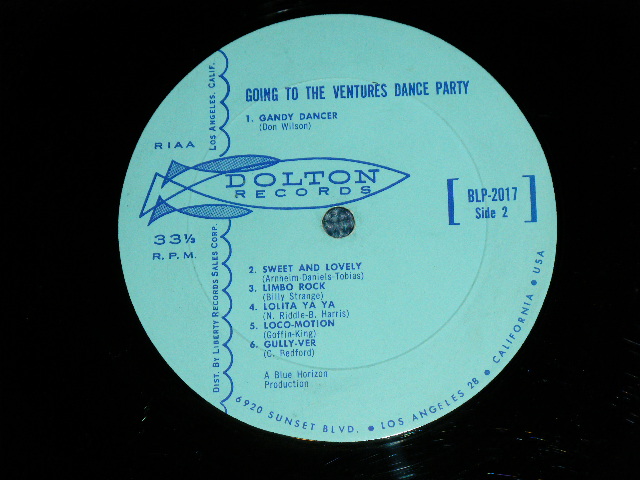 GOING TO THE VENTURES DANCE PARTY
1. GANDY DANCER
(Don Wilson)
RIAA
DOLTON
RECORDS
33⅓
R.P.M.
[BLP-2017
Side 2]
2. SWEET AND LOVELY
(Arnheim-Daniels-Tobias)
3. LIMBO ROCK
(Billy Strange)
4. LOLITA YA YA
(N. Riddle-B. Harris)
5. LOCO-MOTION
(Goffin-King)
6. GULLY-VER
(C. Redford)
A Blue Horizon
Production
DIST. BY LIBERTY RECORDS SALES CORP.
LOS ANGELES, CALIF.
6920 SUNSET BLVD. ● LOS ANGELES 28 ● CALIFORNIA ● USA